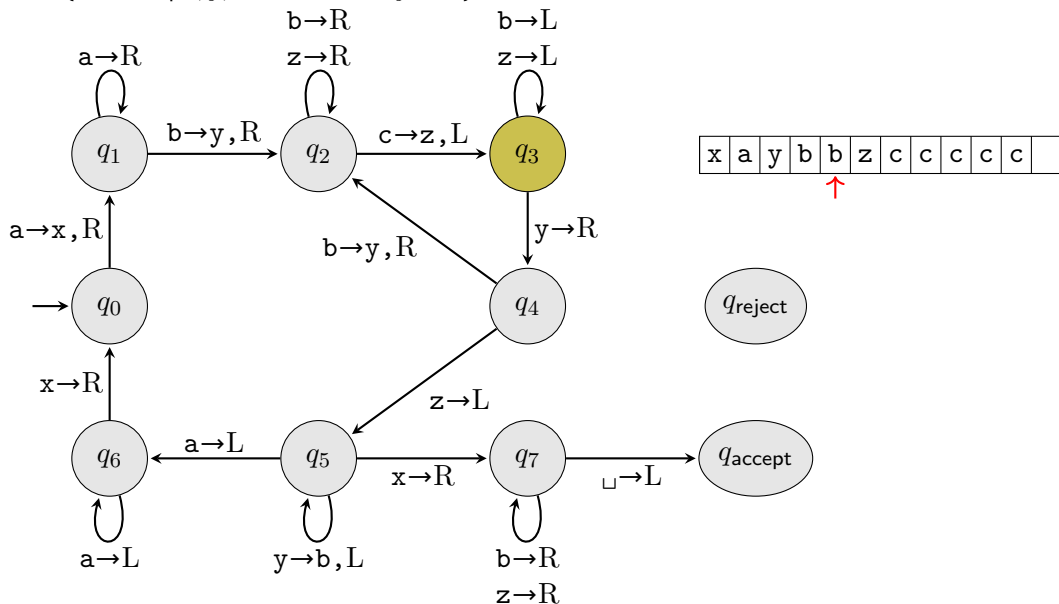 b→R
z→R
b→L
z→L
a→R
q1
b→y,R
q2
c→z,L
q3
x a y b b z c c c c c
↑
a→x,R
b→y,R
y→R
q0
q4
qreject
x→R
z→L
q6
a→L
q5
x→R
q7
␣→L
qaccept
a→L
y→b,L
b→R
z→R